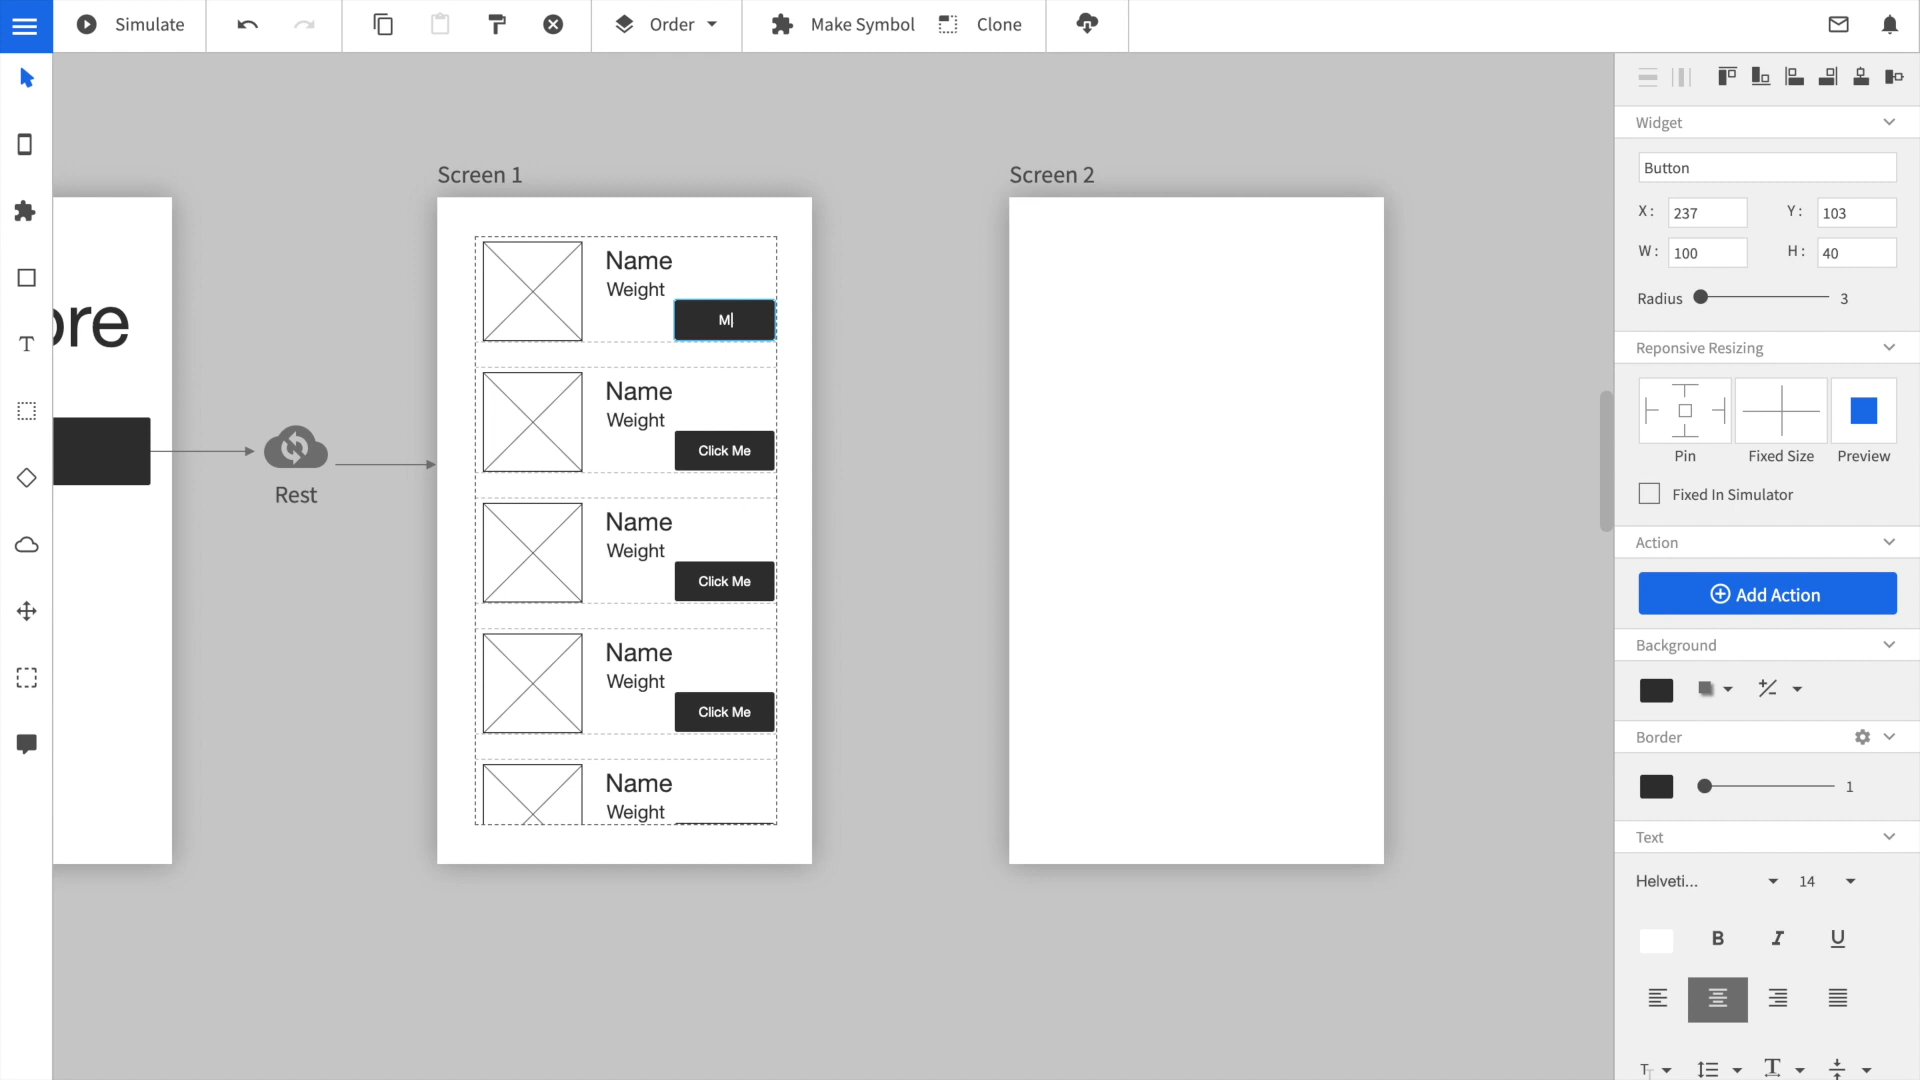 Simulate
Order
Make Symbol
Clone
Widget
Button
X :
237
Y :
103
W :
100
H :
40
Radius
3
Reponsive Resizing
Pin
Fixed Size
Preview
Fixed In Simulator
Action
Add Action
Background
Border
1
Text
Helveti...
14
B
I
U
ore
Rest
Screen 1
Name
Weight
M
Name
Weight
Click Me
Name
Weight
Click Me
Name
Weight
Click Me
Name
Weight
Screen 2